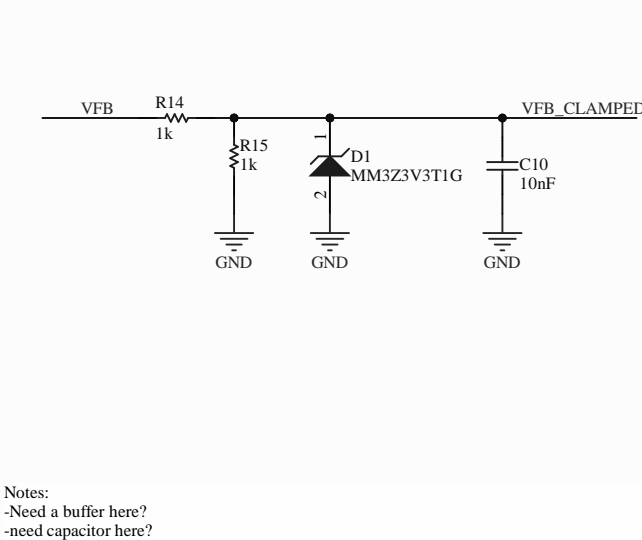 VFB
R14
1k
R15
1k
1
2
D1
MM3Z3V3T1G
VFB_CLAMPED
C10
10nF
GND
GND
GND
Notes:
-Need a buffer here?
-need capacitor here?